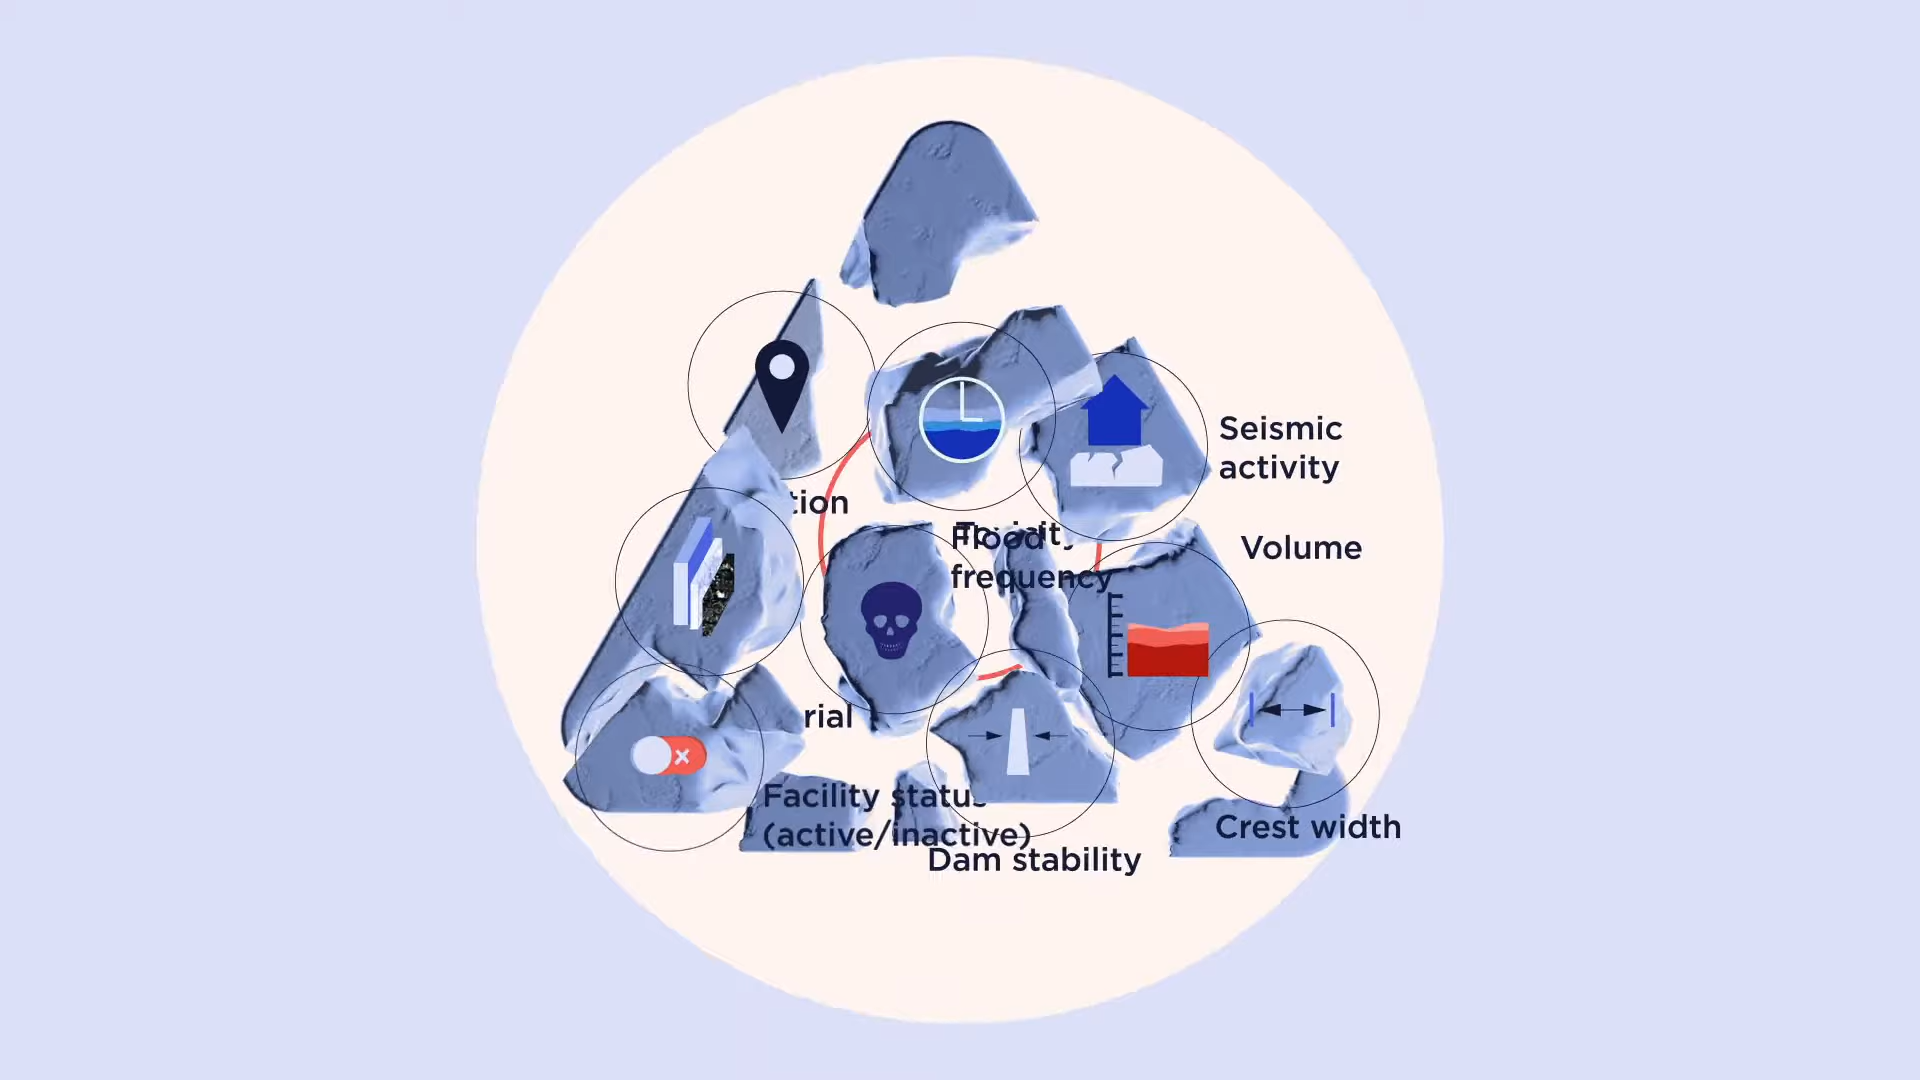 Seismic
activity
tion
Volume
Flood
frequency
rial
Facility status
(active/inactive)
Crest width
Dam stability